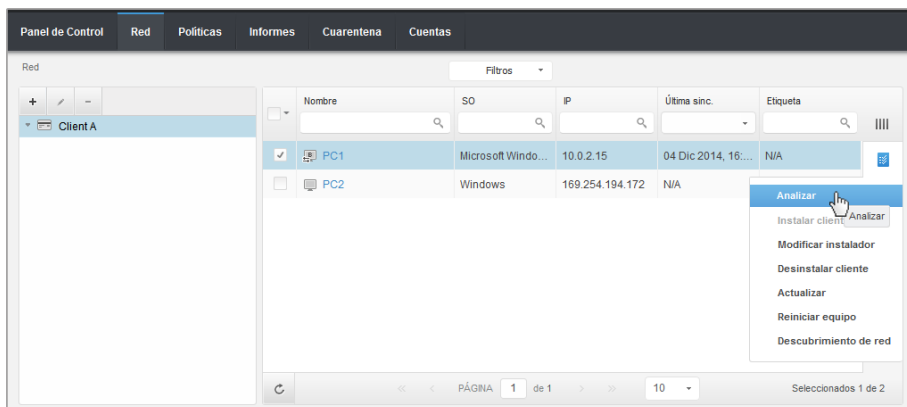 Panel de Control Red Políticas Informes Cuarentena Cuentas
Red Filtros
Client A
Nombre SO IP Última sinc. Etiqueta
PC1 Microsoft Windo... 10.0.2.15 04 Dic 2014, 16:... N/A
PC2 Windows 169.254.194.172 N/A
Analizar
Instalar client
Analizar
Modificar instalador
Desinstalar cliente
Actualizar
Reiniciar equipo
Descubrimiento de red
PÁGINA 1 de 1 10 Seleccionados 1 de 2